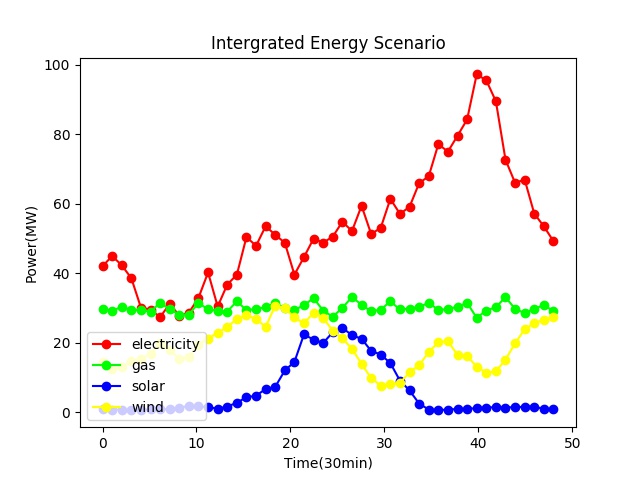 Intergrated Energy Scenario
Power(MW)
100
80
60
40
20
0
electricity
gas
solar
wind
0 10 20 30 40 50
Time(30min)